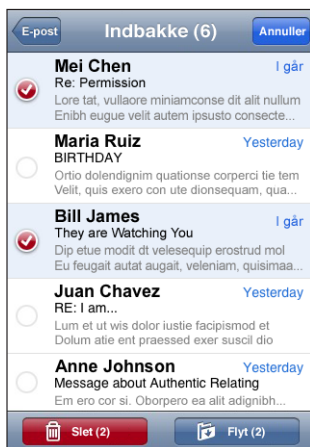 E-post Indbakke (6) Annuller
Mei Chen I går
Re: Permission
Lore tat, vullaore miniamconse dit alit nullum
Enibh eugue velit autem ipsusto consecte...
Maria Ruiz Yesterday
BIRTHDAY
Ortio dolendignim quationse corperci tie tem
Velit, quis exero con ute dionsequam, qua...
Bill James I går
They are Watching You
Dip etue modit dt velesequip erostrud mol
Eu feugait autat augait, veleniam, quisimaa...
Juan Chavez Yesterday
RE: I am...
Lum et ut wis dolor iustie facipismod et
Dolum atie ent praessed exer suscil dio
Anne Johnson Yesterday
Message about Authentic Relating
Em ero cor si. Oborpero ea alit adignibh...
Slet (2) Flyt (2)